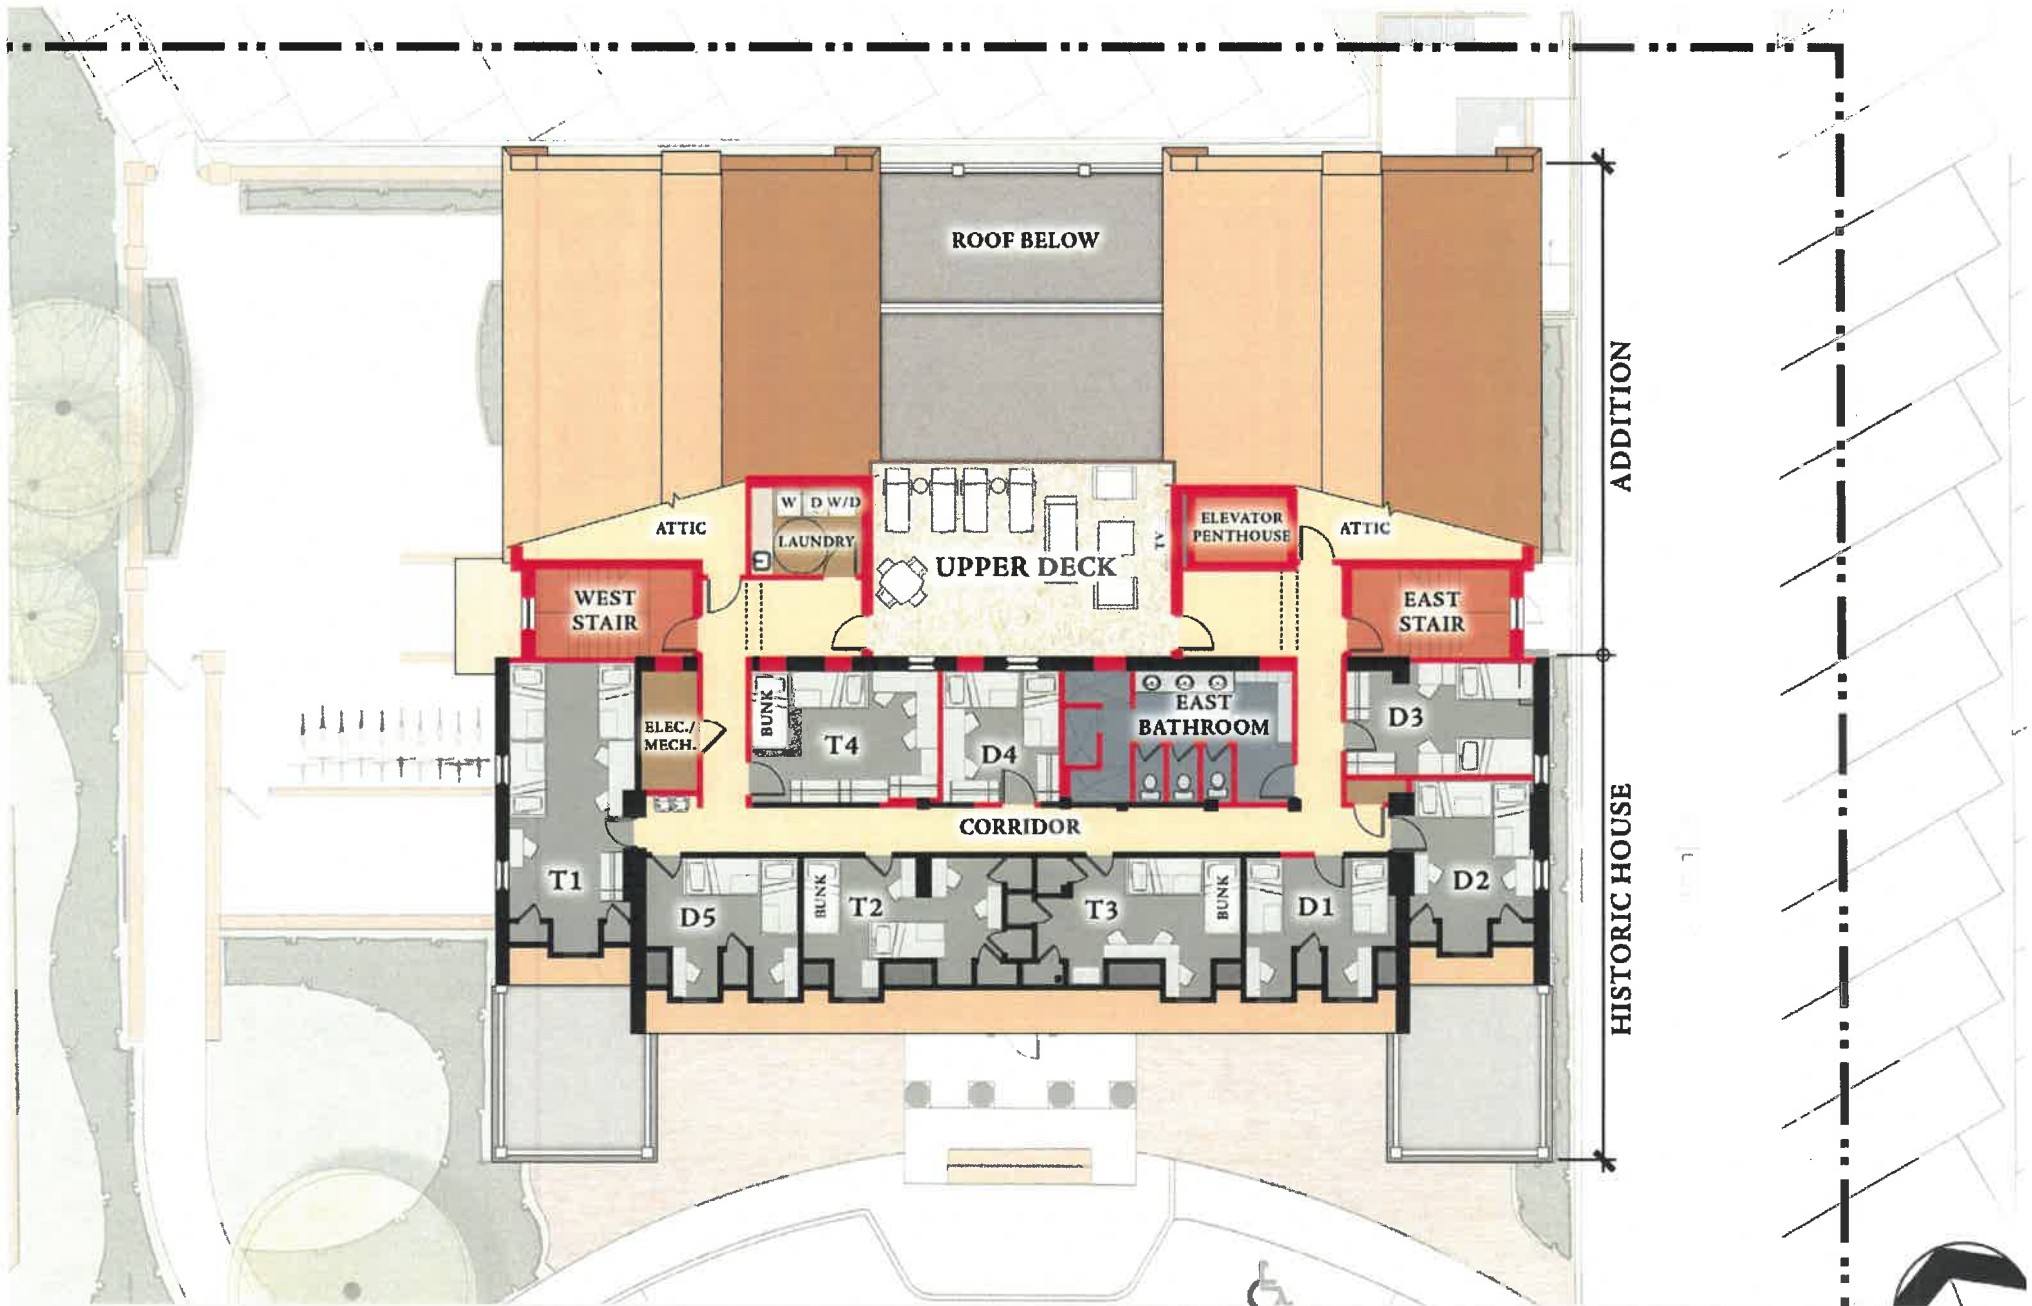 ROOF BELOW
ADDITION
W D W/D
LAUNDRY
ATTIC
ELEVATOR
PENTHOUSE
ATTIC
TV
UPPER DECK
WEST
STAIR
EAST
STAIR
BUNK
ELEC./
MECH.
T4
D4
EAST
BATHROOM
D3
CORRIDOR
T1
D5
BUNK
T2
T3
BUNK
D1
D2
HISTORIC HOUSE